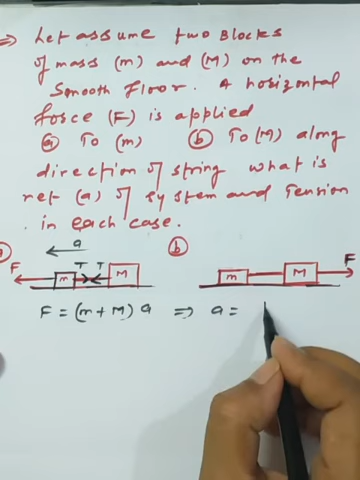 ⇒ Let assume two Blocks
of mass (m) and (M) on the
Smooth floor. A horizontal
force (F) is applied
ⓐ To (m) ⓑ To (M) along
direction of string what is
net (a) of system and Tension
in each case.
a ⓑ
F T T F
m M m M
F = (m + M) a ⇒ a =